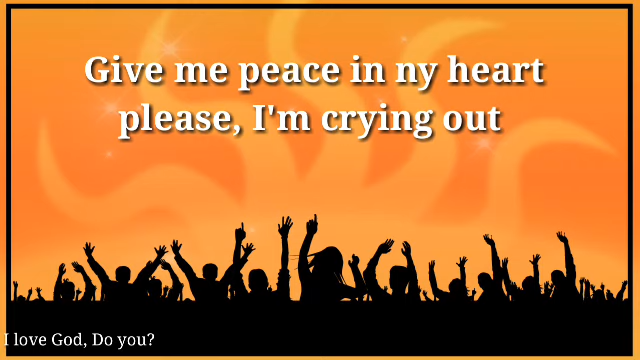 Give me peace in ny heart
please, I'm crying out
I love God, Do you?